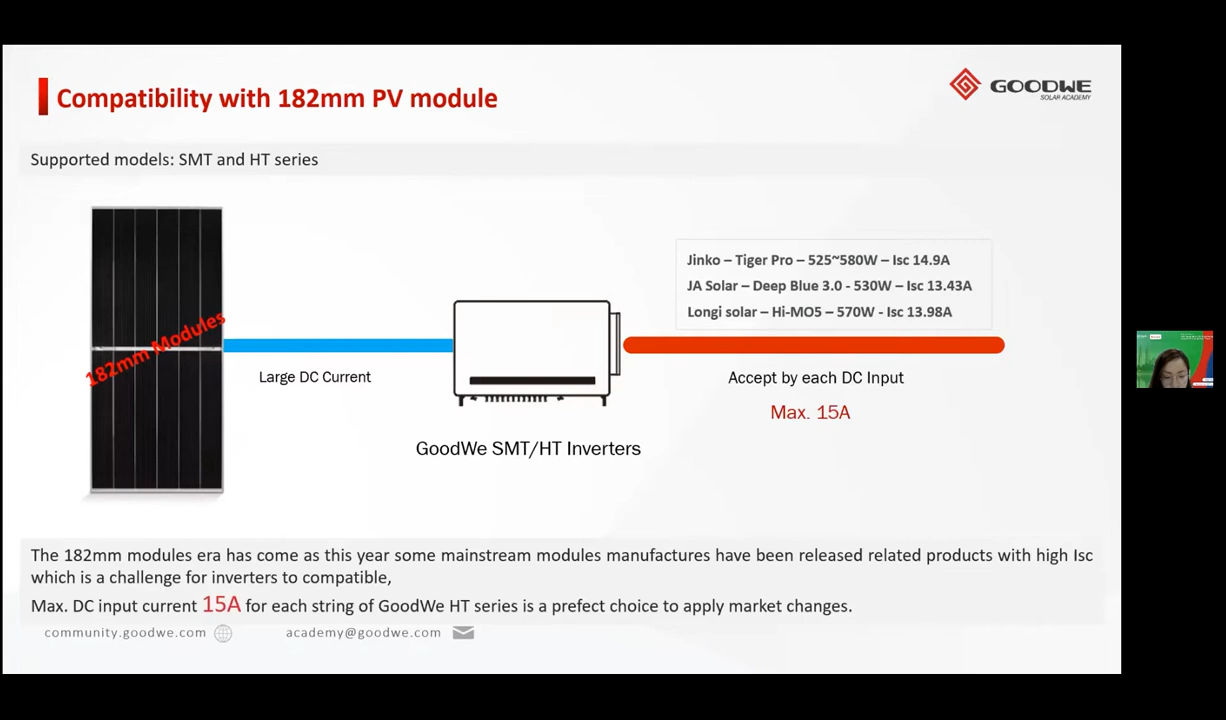 Compatibility with 182mm PV module
GOODWE
SOLAR ACADEMY
Supported models: SMT and HT series
182mm Modules
Large DC Current
GoodWe SMT/HT Inverters
Jinko – Tiger Pro – 525~580W – Isc 14.9A
JA Solar – Deep Blue 3.0 - 530W – Isc 13.43A
Longi solar – Hi-MO5 – 570W - Isc 13.98A
Accept by each DC Input
Max. 15A
The 182mm modules era has come as this year some mainstream modules manufactures have been released related products with high Isc
which is a challenge for inverters to compatible,
Max. DC input current 15A for each string of GoodWe HT series is a prefect choice to apply market changes.
community.goodwe.com
academy@goodwe.com